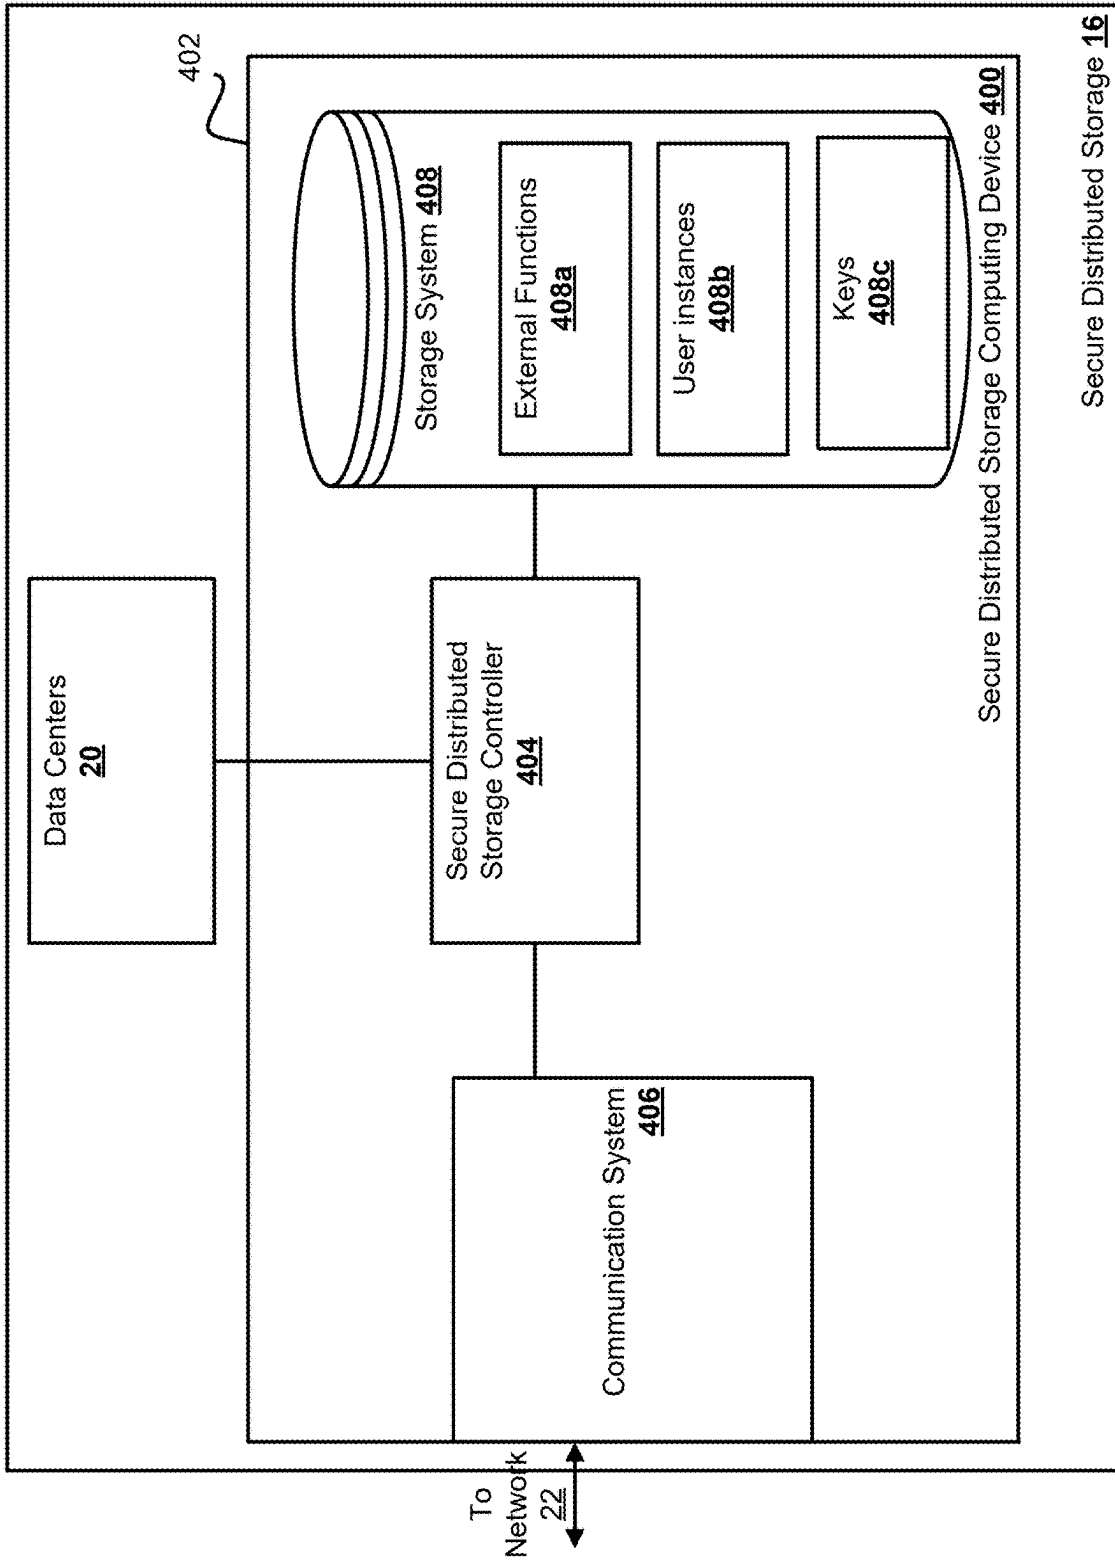 402
Data Centers
20
Storage System 408
External Functions
408a
User instances
408b
Keys
408c
Secure Distributed
Storage Controller
404
Communication System
406
To
Network
22
Secure Distributed Storage Computing Device 400
Secure Distributed Storage 16